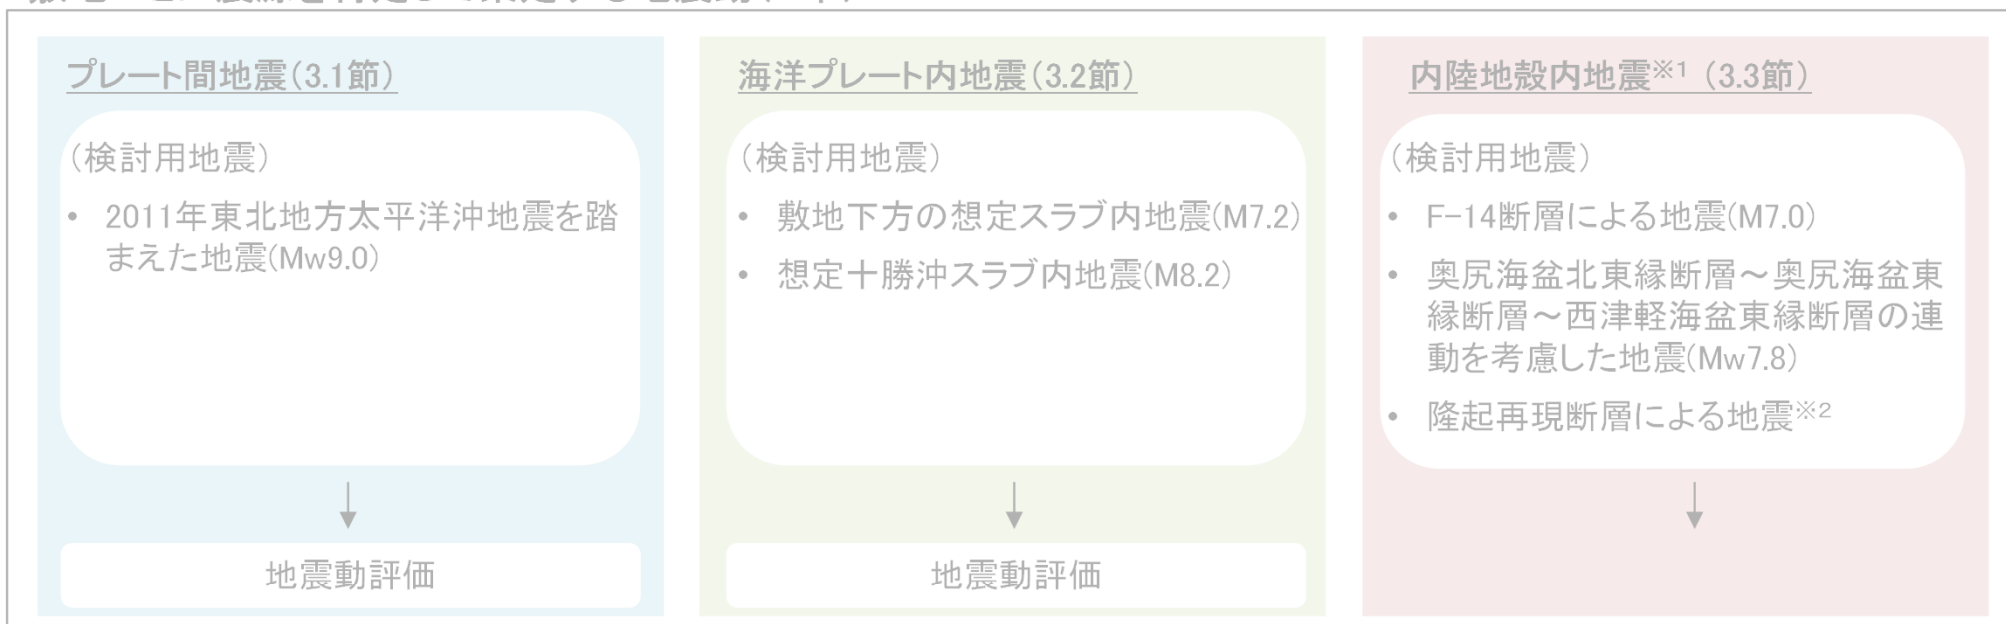 プレート間地震(3.1節)
(検討用地震)
• 2011年東北地方太平洋沖地震を踏
まえた地震(Mw9.0)
地震動評価
海洋プレート内地震(3.2節)
(検討用地震)
• 敷地下方の想定スラブ内地震(M7.2)
• 想定十勝沖スラブ内地震(M8.2)
地震動評価
内陸地殻内地震※1 (3.3節)
(検討用地震)
• F-14断層による地震(M7.0)
• 奥尻海盆北東縁断層～奥尻海盆東
縁断層～西津軽海盆東縁断層の連
動を考慮した地震(Mw7.8)
• 隆起再現断層による地震※2